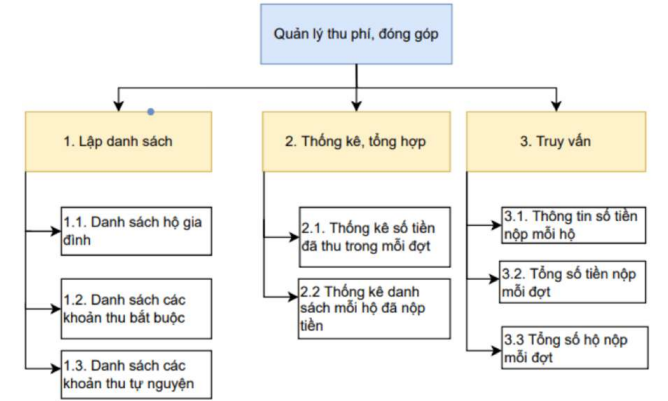 Quản lý thu phí, đóng góp
1. Lập danh sách
2. Thống kê, tổng hợp
3. Truy vấn
1.1. Danh sách hộ gia
đình
1.2. Danh sách các
khoản thu bắt buộc
1.3. Danh sách các
khoản thu tự nguyện
2.1. Thống kê số tiền
đã thu trong mỗi đợt
2.2 Thống kê danh
sách mỗi hộ đã nộp
tiền
3.1. Thông tin số tiền
nộp mỗi hộ
3.2. Tổng số tiền nộp
mỗi đợt
3.3 Tổng số hộ nộp
mỗi đợt